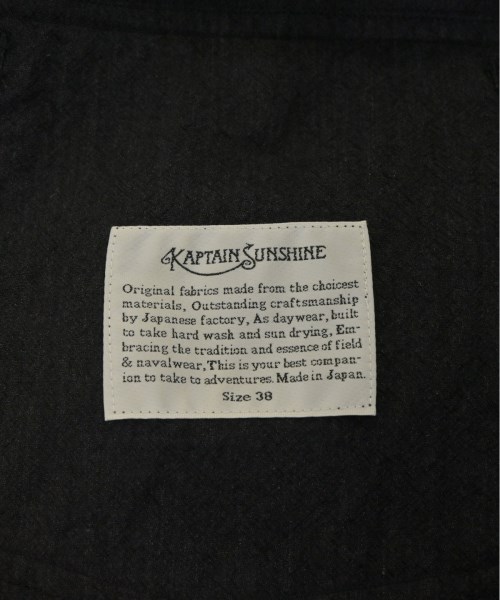 KAPTAIN SUNSHINE
Original fabrics made from the choicest
materials. Outstanding craftsmanship
by Japanese factory. As daywear, built
to take hard wash and sun drying. Em-
bracing the tradition and essence of field
& navalwear. This is your best compan-
ion to take to adventures. Made in Japan.
Size 38